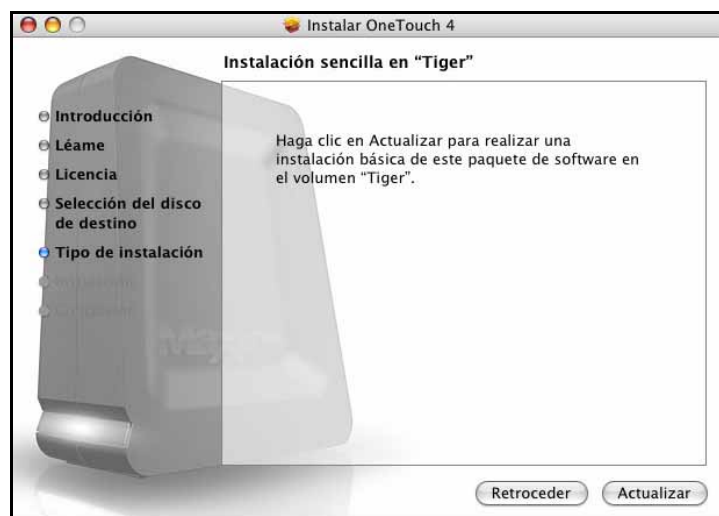 Instalar OneTouch 4
Instalación sencilla en “Tiger”
Introducción
Léame
Licencia
Selección del disco
de destino
Tipo de instalación
Haga clic en Actualizar para realizar una
instalación básica de este paquete de software en
el volumen “Tiger”.
Retroceder
Actualizar